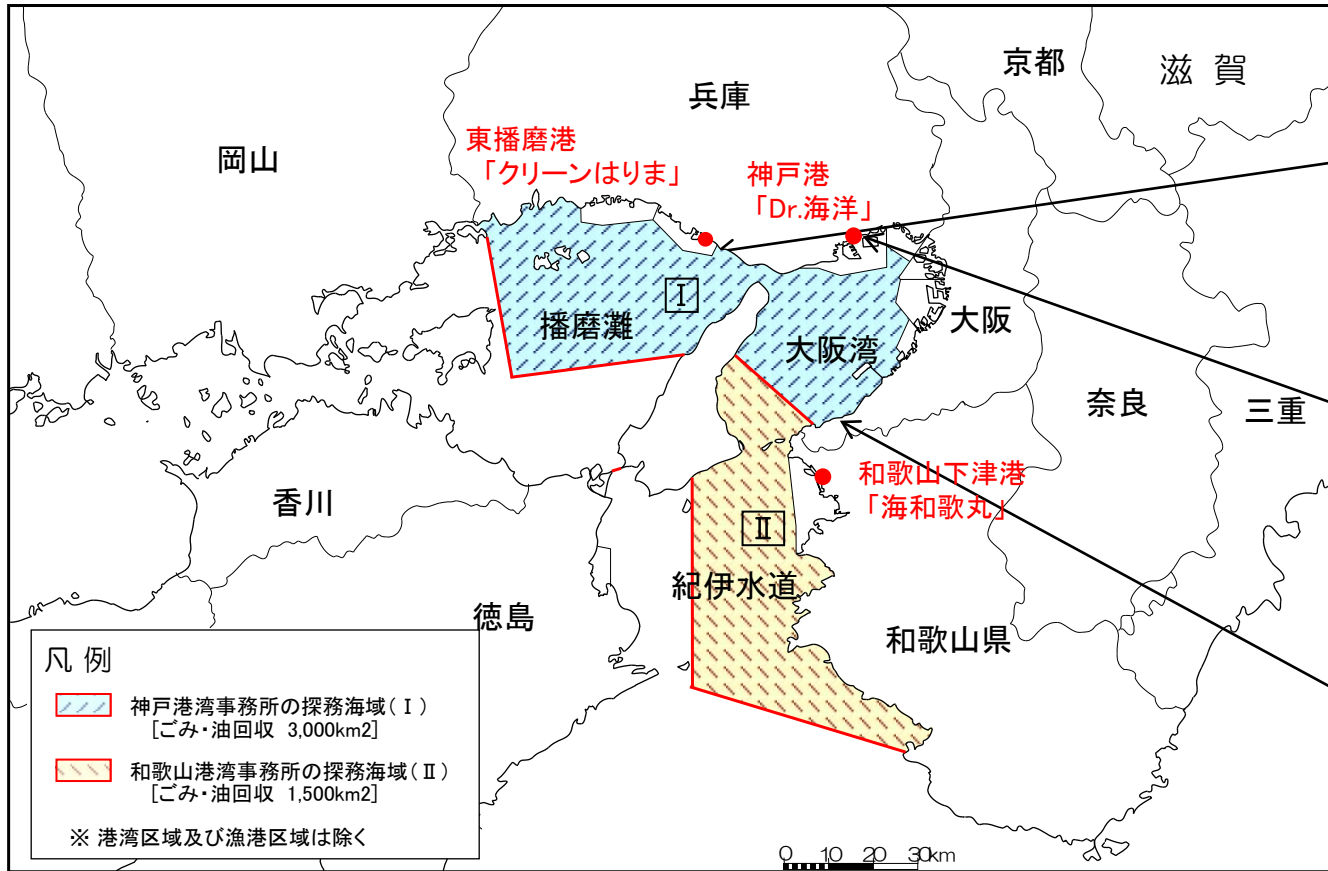 京都
滋賀
兵庫
岡山
東播磨港
「クリーンはりま」
神戸港
「Dr.海洋」
Ⅰ
播磨灘
大阪湾
大阪
奈良
三重
香川
和歌山下津港
「海和歌丸」
Ⅱ
紀伊水道
徳島
和歌山県
凡 例
神戸港湾事務所の探務海域(Ⅰ)
[ごみ・油回収 3,000km2]
和歌山港湾事務所の探務海域(Ⅱ)
[ごみ・油回収 1,500km2]
※ 港湾区域及び漁港区域は除く
0 10 20 30km